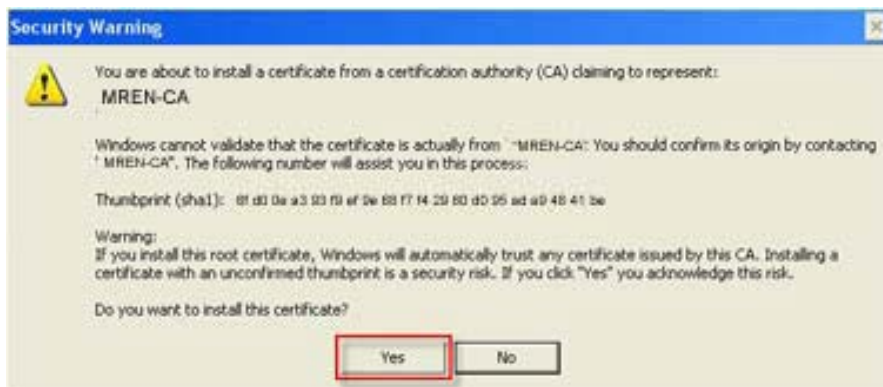 Security Warning
You are about to install a certificate from a certification authority (CA) claiming to represent:
MREN-CA
Windows cannot validate that the certificate is actually from "MREN-CA". You should confirm its origin by contacting
"MREN-CA". The following number will assist you in this process:
Thumbprint (sha1):
Warning:
If you install this root certificate, Windows will automatically trust any certificate issued by this CA. Installing a
certificate with an unconfirmed thumbprint is a security risk. If you click "Yes" you acknowledge this risk.
Do you want to install this certificate?
Yes No